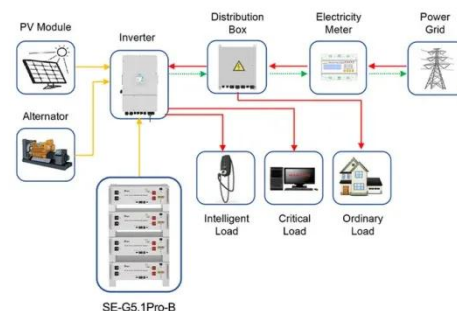 PV Module
Inverter
Distribution
Box
Electricity
Meter
Power
Grid
Alternator
Intelligent
Load
Critical
Load
Ordinary
Load
SE-G5.1Pro-B